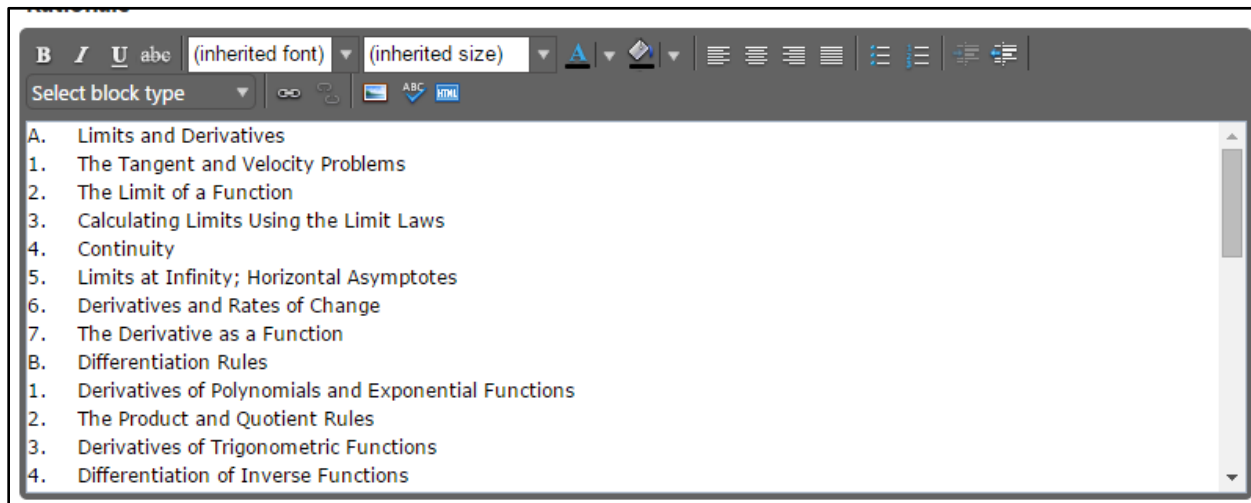 B I U abc (inherited font) (inherited size) A
Select block type ABC HTML
A. Limits and Derivatives
1. The Tangent and Velocity Problems
2. The Limit of a Function
3. Calculating Limits Using the Limit Laws
4. Continuity
5. Limits at Infinity; Horizontal Asymptotes
6. Derivatives and Rates of Change
7. The Derivative as a Function
B. Differentiation Rules
1. Derivatives of Polynomials and Exponential Functions
2. The Product and Quotient Rules
3. Derivatives of Trigonometric Functions
4. Differentiation of Inverse Functions